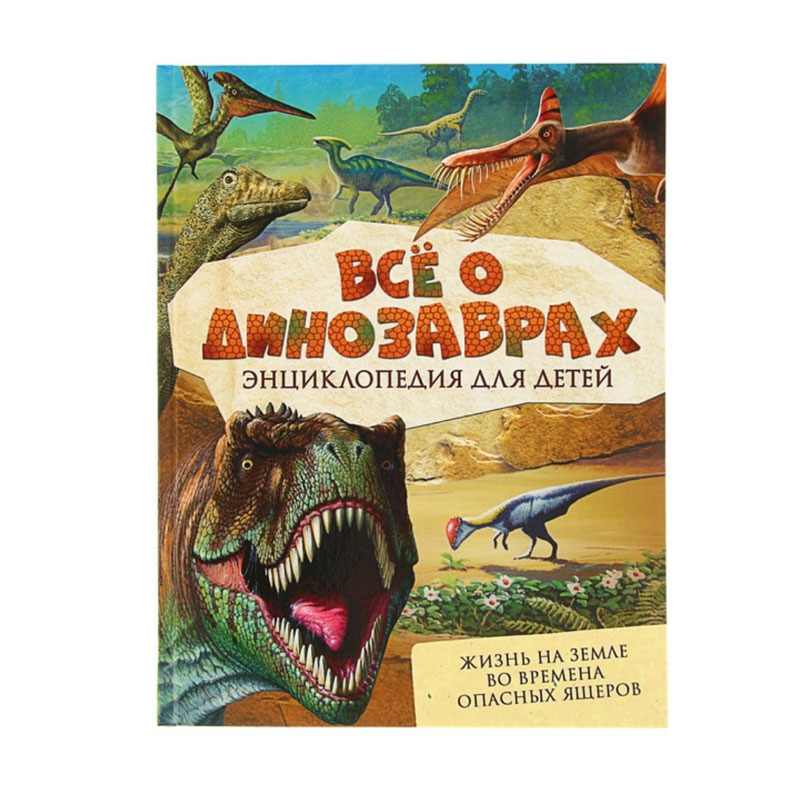 ВСЁ О
ДИНОЗАВРАХ
ЭНЦИКЛОПЕДИЯ ДЛЯ ДЕТЕЙ
ЖИЗНЬ НА ЗЕМЛЕ
ВО ВРЕМЕНА
ОПАСНЫХ ЯЩЕРОВ